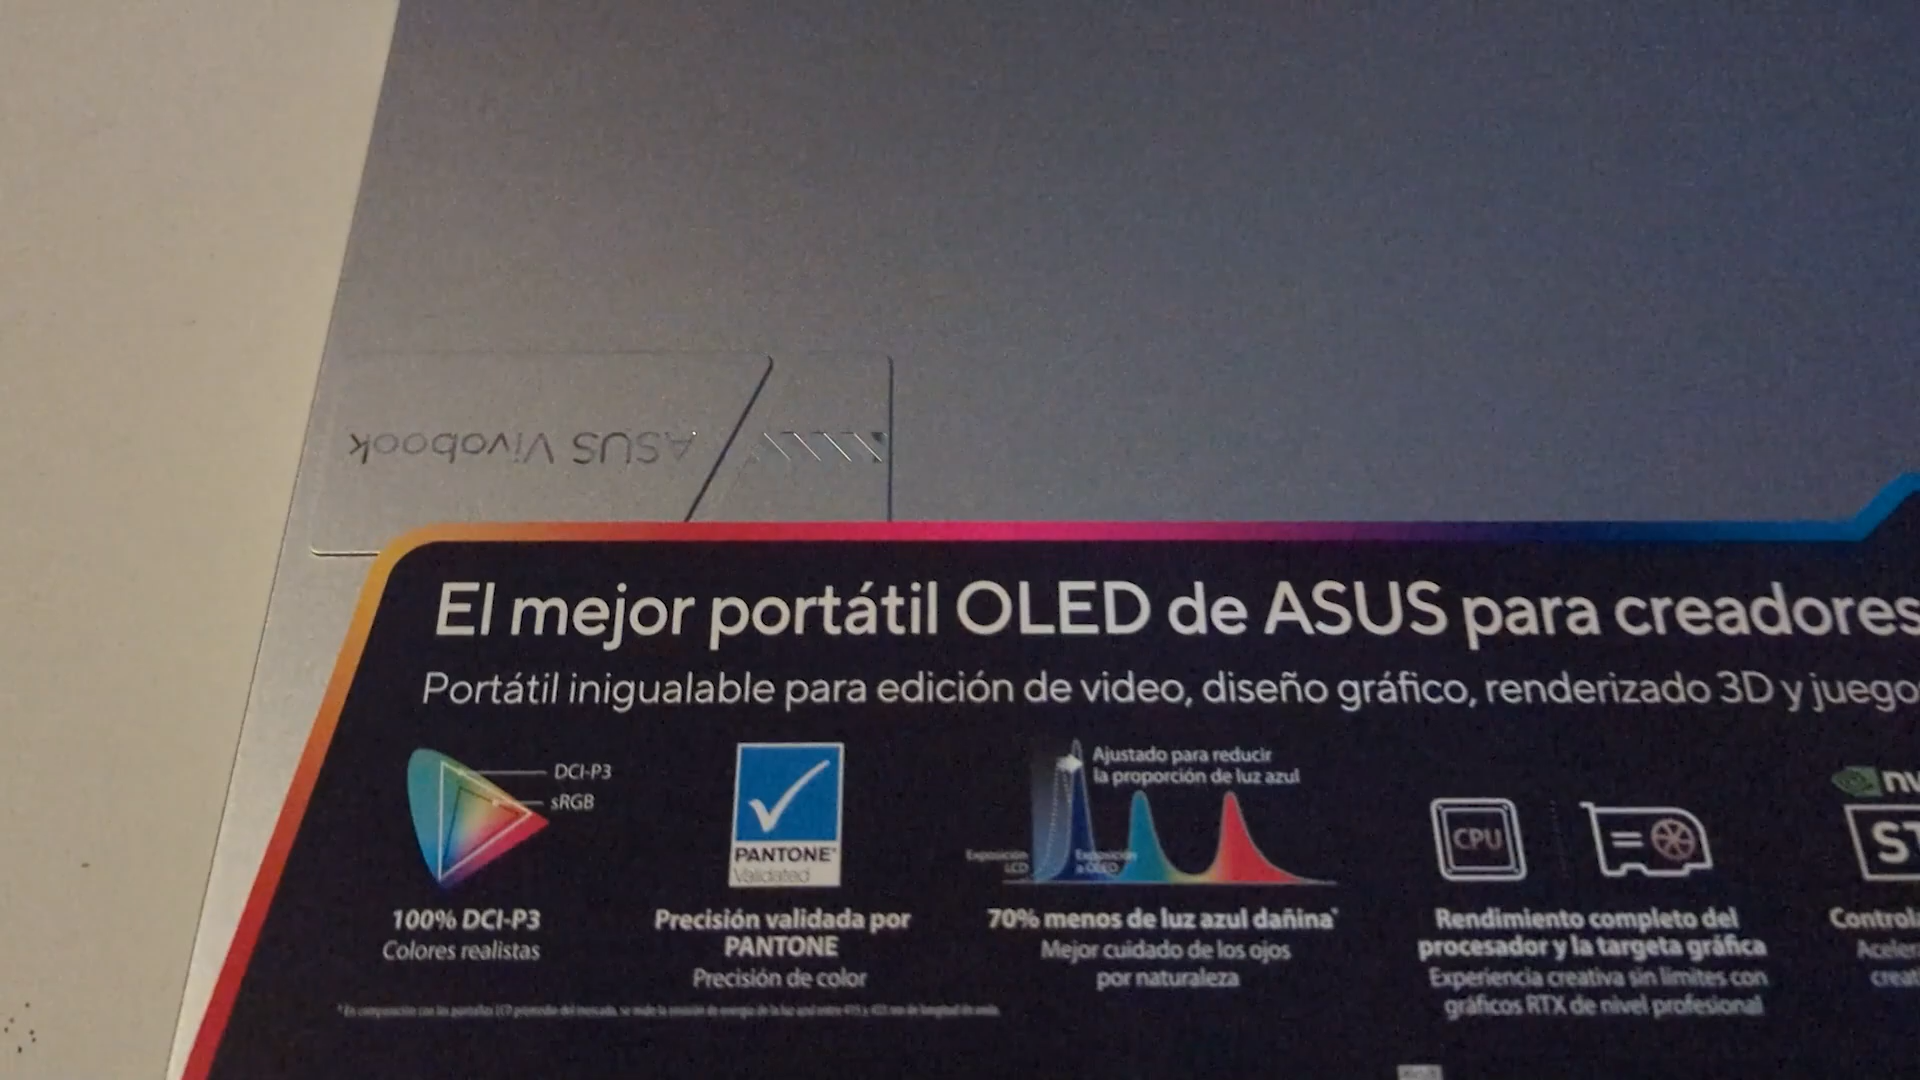 ASUS Vivobook
El mejor portátil OLED de ASUS para creadores
Portátil inigualable para edición de video, diseño gráfico, renderizado 3D y juego
DCI-P3
sRGB
PANTONE
Validated
Ajustado para reducir
la proporción de luz azul
Exposición
LCD
Exposición
a OLED
CPU
100% DCI-P3
Colores realistas
Precisión validada por
PANTONE
Precisión de color
70% menos de luz azul dañina*
Mejor cuidado de los ojos
por naturaleza
Rendimiento completo del
procesador y la targeta gráfica
Experiencia creativa sin límites con
gráficos RTX de nivel profesional